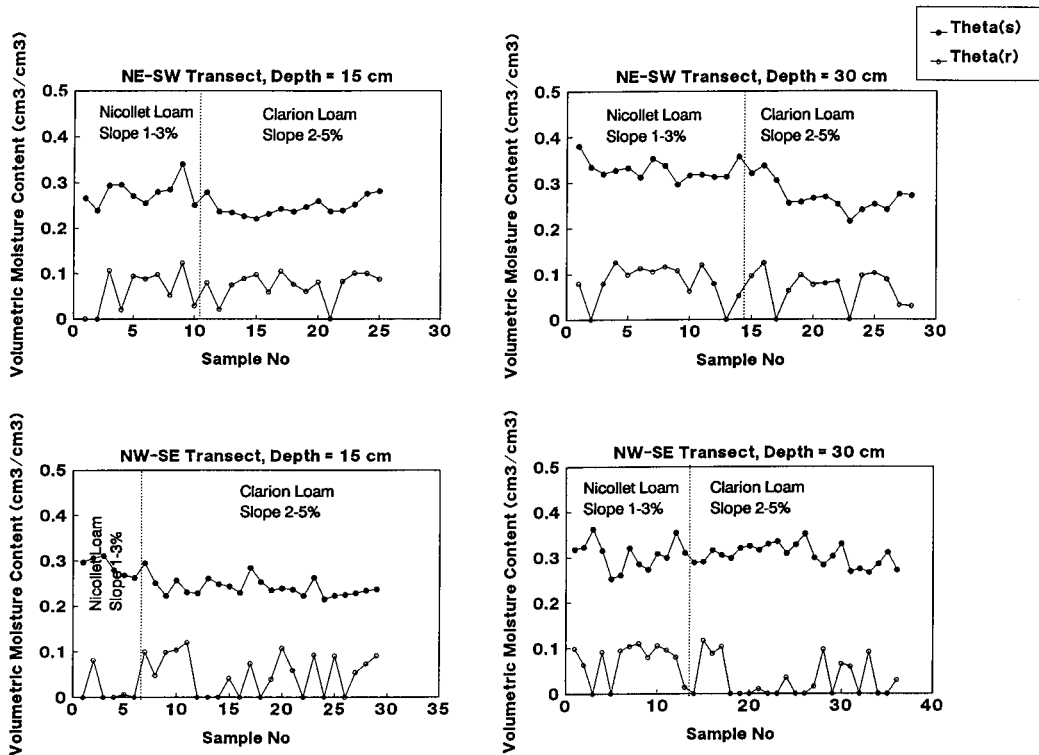 Theta(s)
Theta(r)
NE-SW Transect, Depth = 15 cm
Volumetric Moisture Content (cm3/cm3)
0.5
0.4
0.3
0.2
0.1
0
Nicollet Loam
Slope 1-3%
Clarion Loam
Slope 2-5%
0 5 10 15 20 25 30
Sample No
NE-SW Transect, Depth = 30 cm
Volumetric Moisture Content (cm3/cm3)
0.5
0.4
0.3
0.2
0.1
0
Nicollet Loam
Slope 1-3%
Clarion Loam
Slope 2-5%
0 5 10 15 20 28 30
Sample No
NW-SE Transect, Depth = 15 cm
Volumetric Moisture Content (cm3/cm3)
0.5
0.4
0.3
0.2
0.1
0
Nicollet Loam
Slope 1-3%
Clarion Loam
Slope 2-5%
0 5 10 15 20 25 30 35
Sample No
NW-SE Transect, Depth = 30 cm
Volumetric Moisture Content (cm3/cm3)
0.5
0.4
0.3
0.2
0.1
0
Nicollet Loam
Slope 1-3%
Clarion Loam
Slope 2-5%
0 10 20 30 40
Sample No